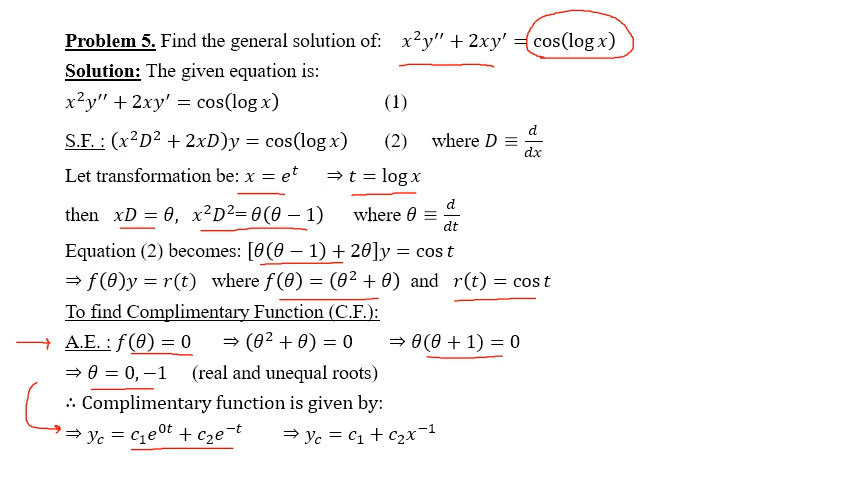 Problem 5. Find the general solution of: x²y′′ + 2xy′ = cos(log x)
Solution: The given equation is:
x²y′′ + 2xy′ = cos(log x) (1)
S.F. : (x²D² + 2xD)y = cos(log x) (2) where D ≡ d/dx
Let transformation be: x = eᵗ ⇒ t = log x
then xD = θ, x²D²= θ(θ − 1) where θ ≡ d/dt
Equation (2) becomes: [θ(θ − 1) + 2θ]y = cos t
⇒ f(θ)y = r(t) where f(θ) = (θ² + θ) and r(t) = cos t
To find Complimentary Function (C.F.):
A.E. : f(θ) = 0 ⇒ (θ² + θ) = 0 ⇒ θ(θ + 1) = 0
⇒ θ = 0, −1 (real and unequal roots)
∴ Complimentary function is given by:
⇒ y_c = c₁e⁰ᵗ + c₂e⁻ᵗ ⇒ y_c = c₁ + c₂x⁻¹